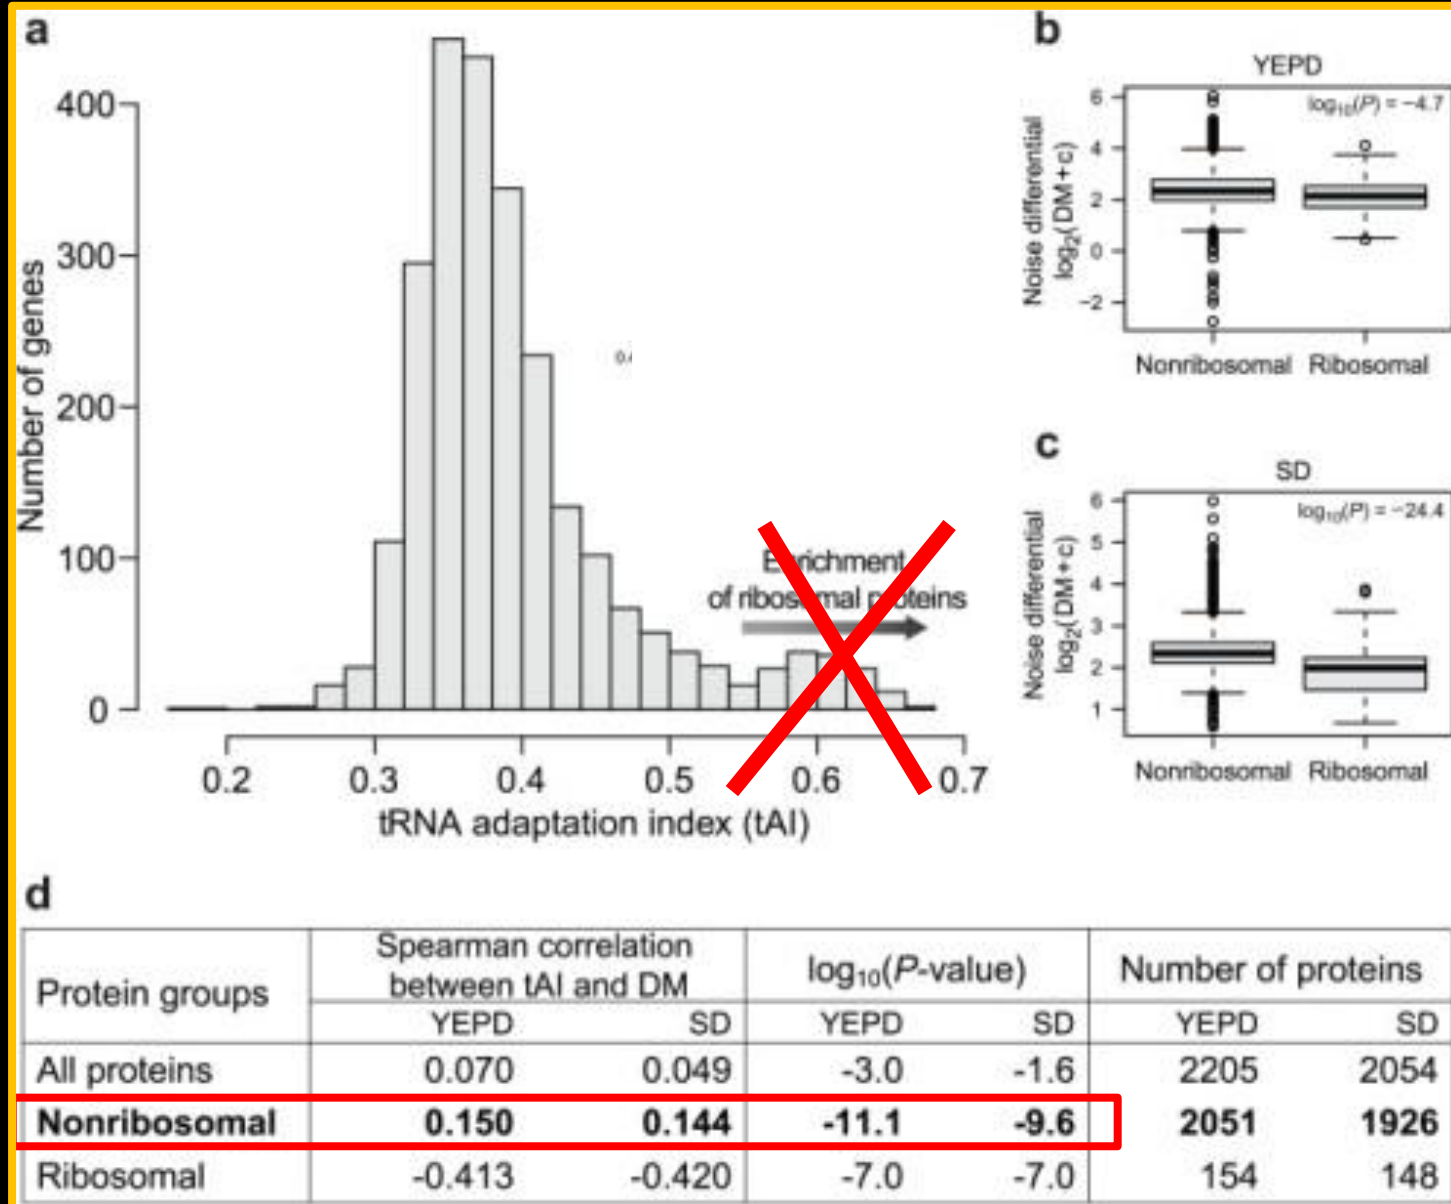 a
400
300
200
100
0
Number of genes
0.4
Enrichment
of ribosomal proteins
0.2 0.3 0.4 0.5 0.6 0.7
tRNA adaptation index (tAI)
b
YEPD
log10(P) = −4.7
6
4
2
0
−2
Noise differential
log2(DM+c)
Nonribosomal Ribosomal
c
SD
log10(P) = −24.4
6
5
4
3
2
1
Noise differential
log2(DM+c)
Nonribosomal Ribosomal
d
Protein groups
Spearman correlation
between tAI and DM
log10(P-value)
Number of proteins
YEPD SD YEPD SD YEPD SD
All proteins 0.070 0.049 -3.0 -1.6 2205 2054
Nonribosomal 0.150 0.144 -11.1 -9.6 2051 1926
Ribosomal -0.413 -0.420 -7.0 -7.0 154 148